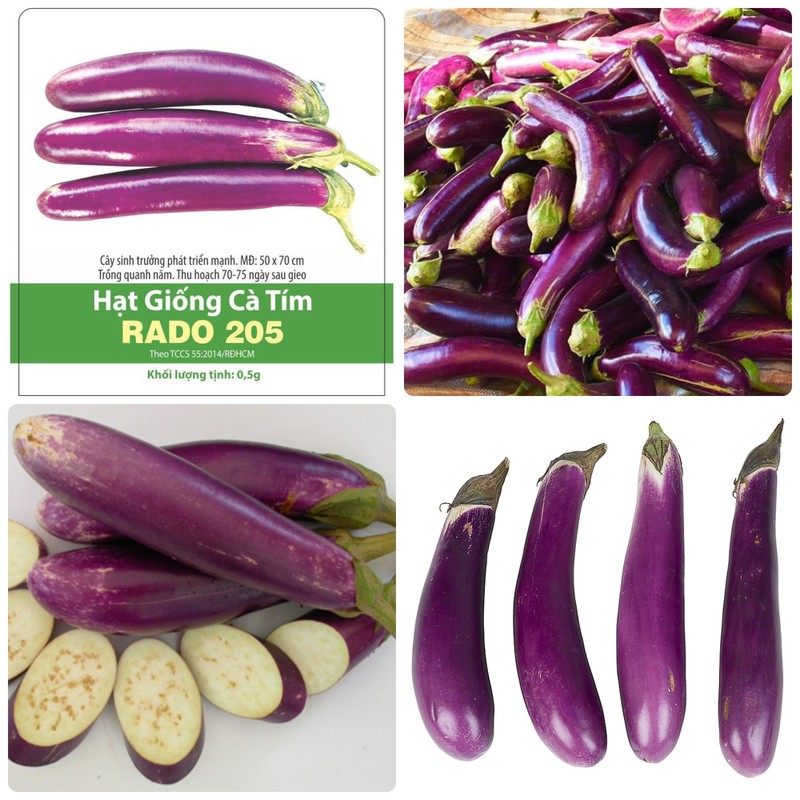 Cây sinh trưởng phát triển mạnh. MĐ: 50 x 70 cm
Trồng quanh năm. Thu hoạch 70-75 ngày sau gieo
Hạt Giống Cà Tím
RADO 205
Theo TCCS 55:2014/RĐHCM
Khối lượng tịnh: 0,5g